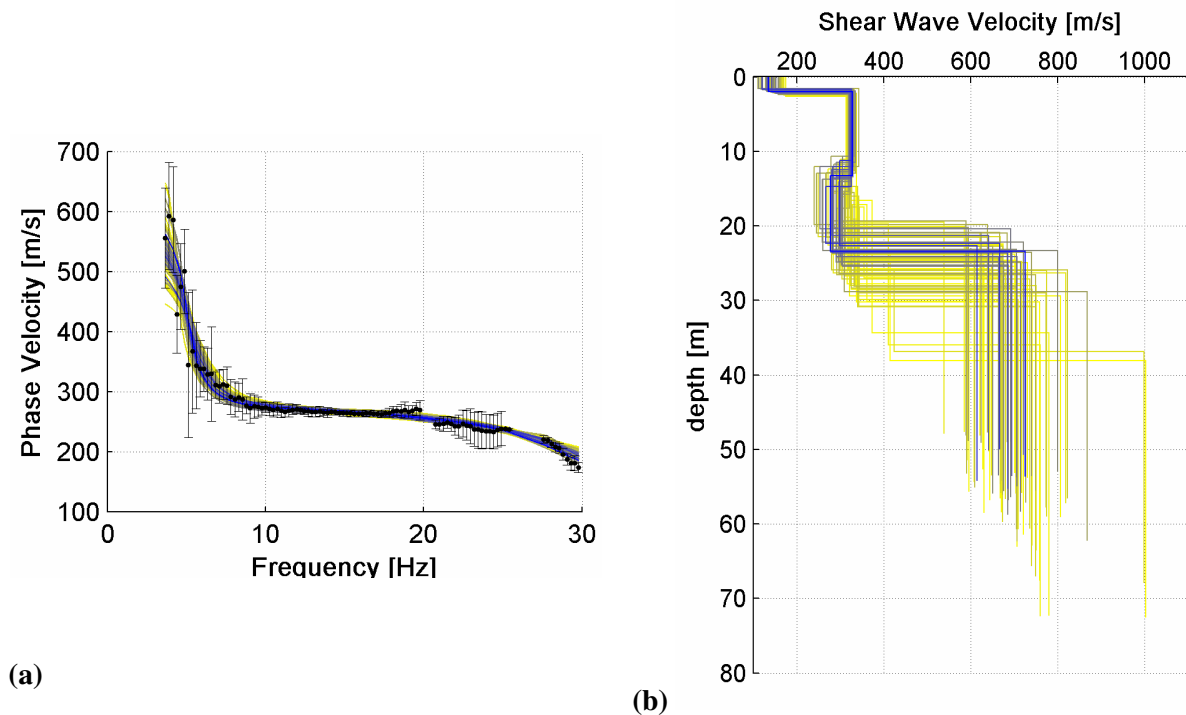 700
600
500
400
300
200
100
Phase Velocity [m/s]
0 10 20 30
Frequency [Hz]
(a)
Shear Wave Velocity [m/s]
200 400 600 800 1000
0
10
20
30
40
50
60
70
80
depth [m]
(b)